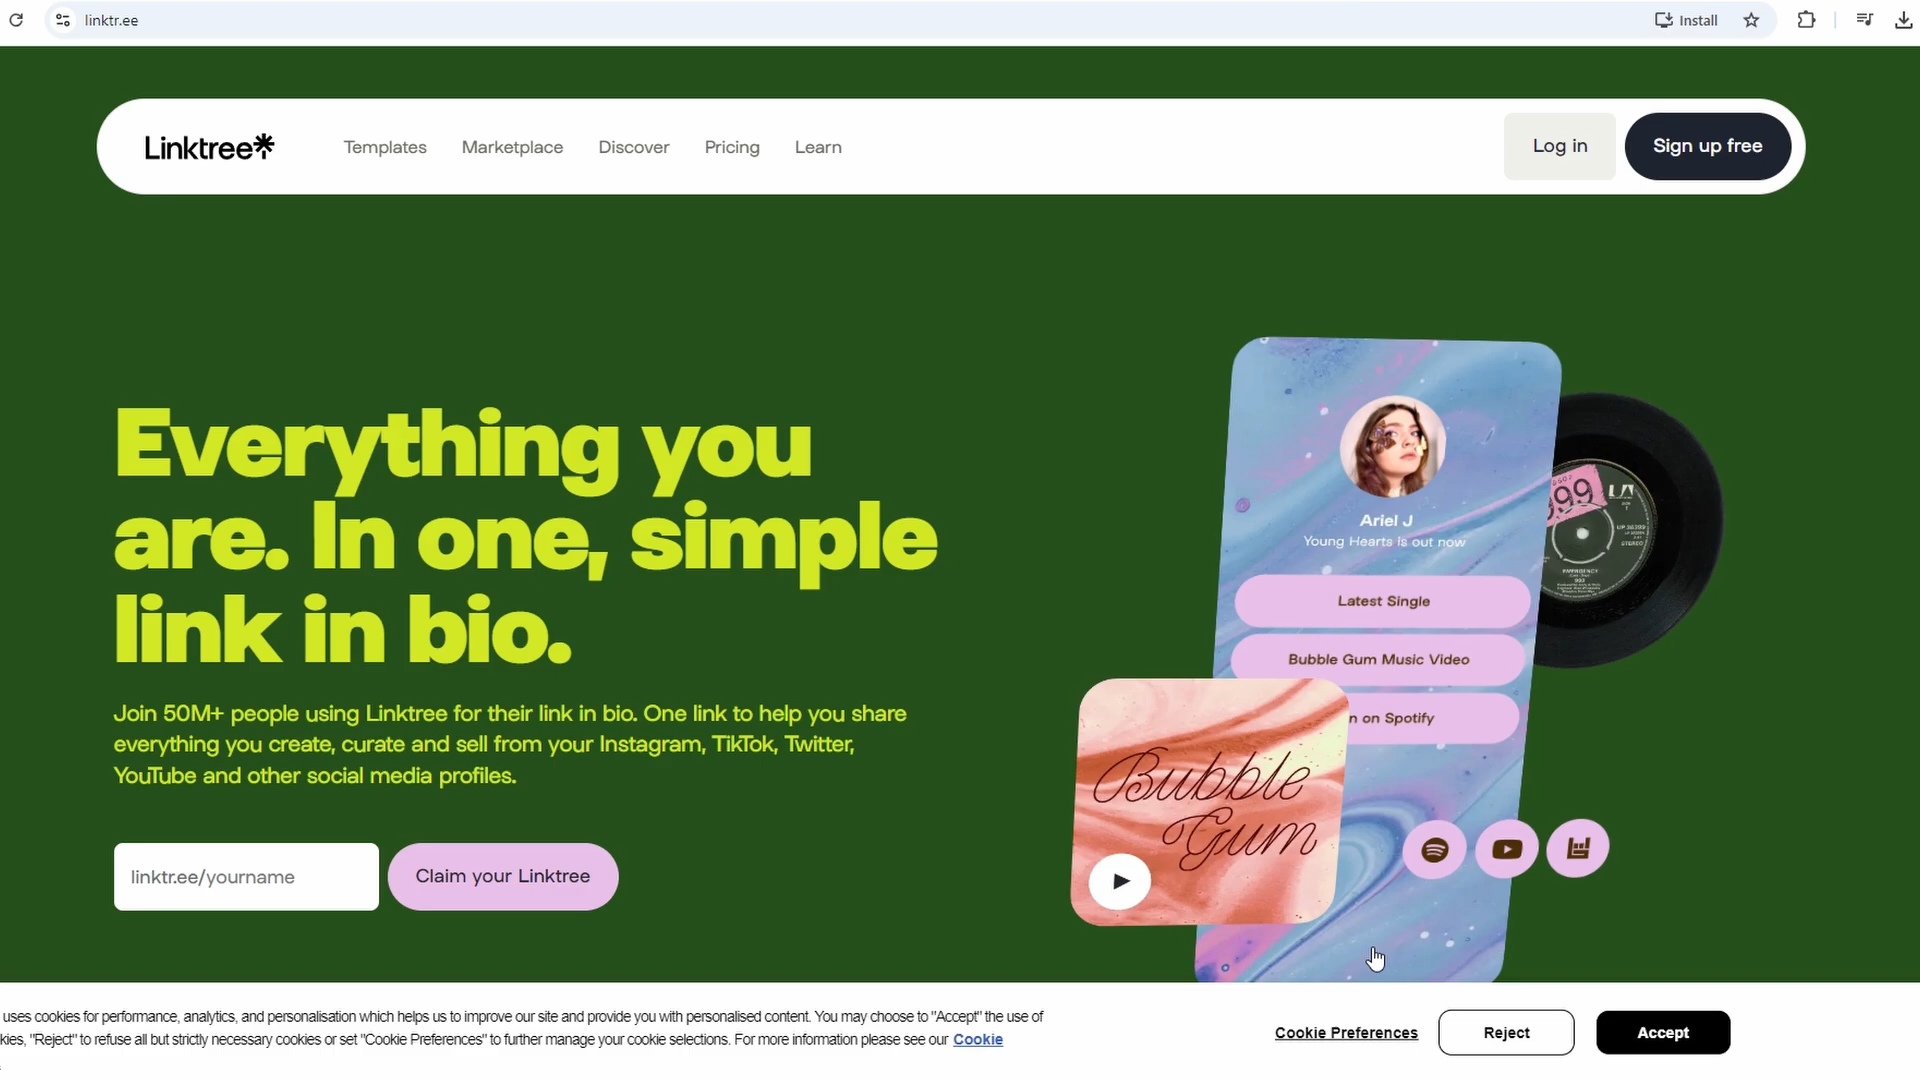 linktr.ee
Install
Linktree
Templates
Marketplace
Discover
Pricing
Learn
Log in
Sign up free
Everything you
are. In one, simple
link in bio.
Join 50M+ people using Linktree for their link in bio. One link to help you share
everything you create, curate and sell from your Instagram, TikTok, Twitter,
YouTube and other social media profiles.
linktr.ee/yourname
Claim your Linktree
Ariel J
Young Hearts is out now
Latest Single
Bubble Gum Music Video
n on Spotify
Bubble
Gum
999
UP 36399
STEREO
EMERGENCY
999
uses cookies for performance, analytics, and personalisation which helps us to improve our site and provide you with personalised content. You may choose to "Accept" the use of
kies, "Reject" to refuse all but strictly necessary cookies or set "Cookie Preferences" to further manage your cookie selections. For more information please see our Cookie
Cookie Preferences
Reject
Accept